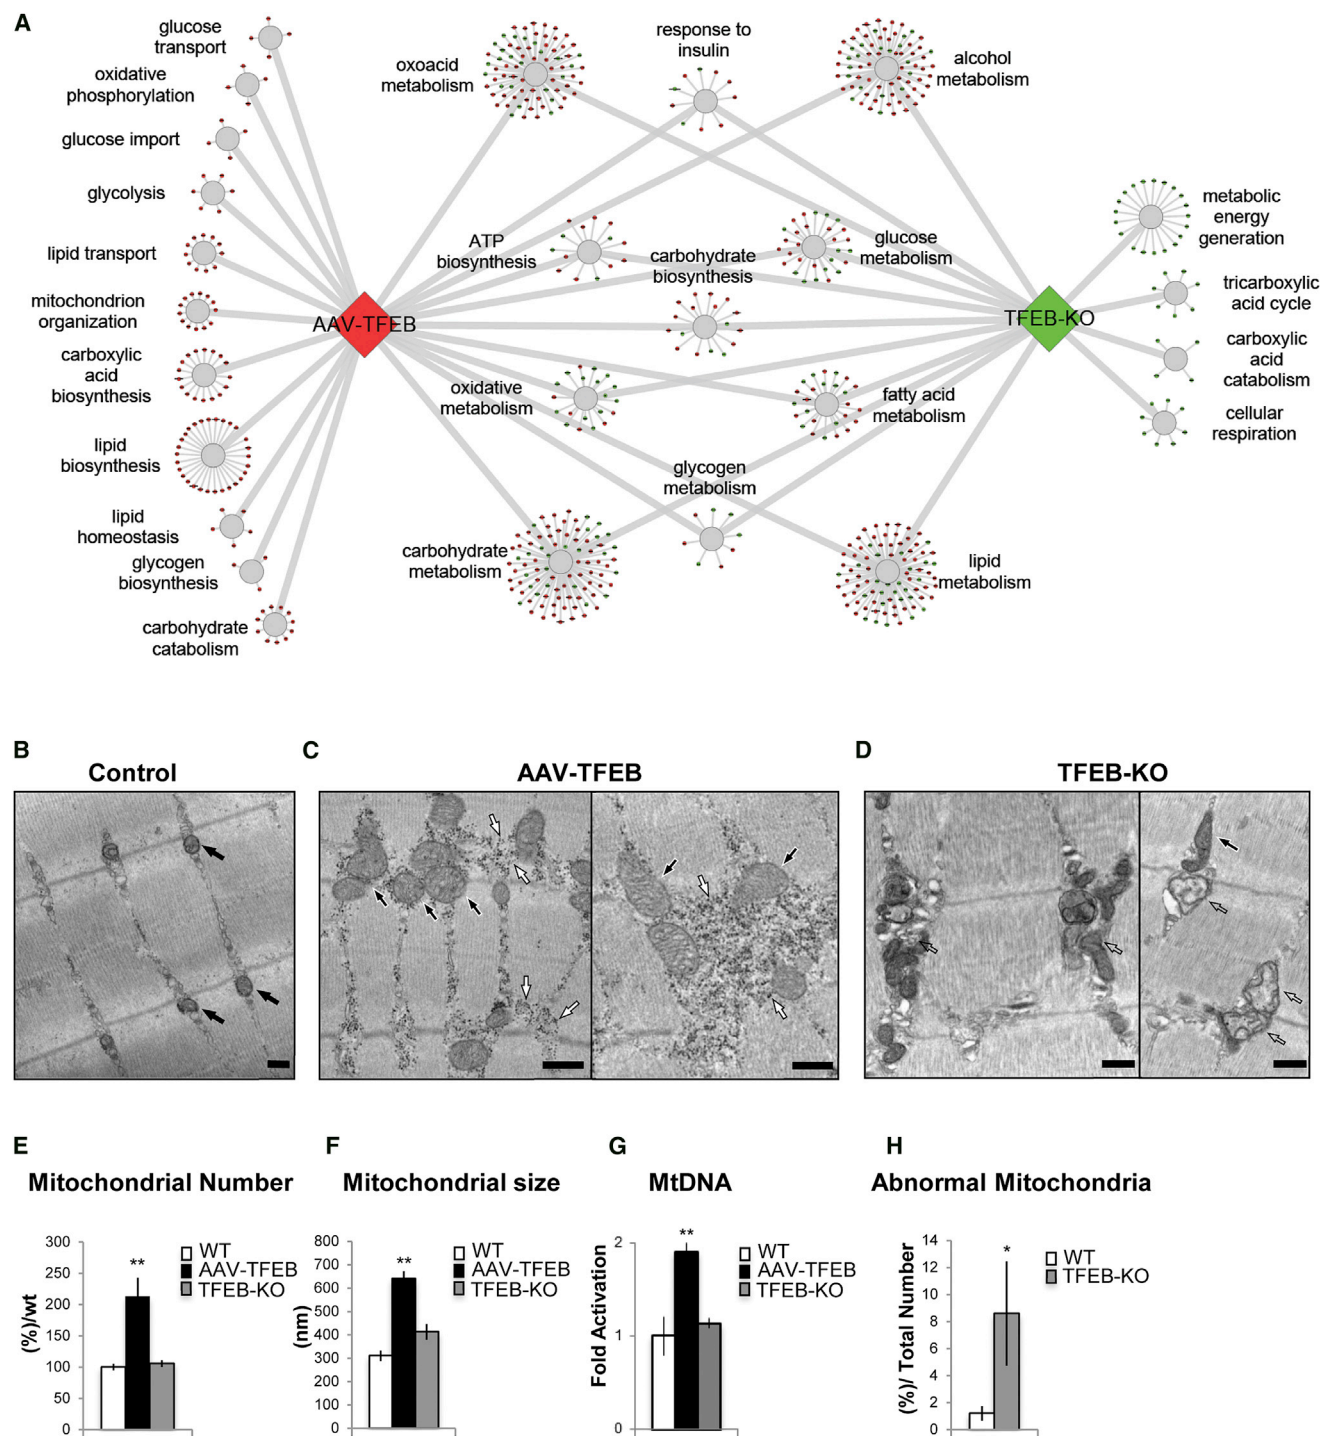 A
glucose
transport
oxidative
phosphorylation
glucose import
glycolysis
lipid transport
mitochondrion
organization
carboxylic
acid
biosynthesis
lipid
biosynthesis
lipid
homeostasis
glycogen
biosynthesis
carbohydrate
catabolism
AAV-TFEB
oxoacid
metabolism
response to
insulin
alcohol
metabolism
ATP
biosynthesis
carbohydrate
biosynthesis
glucose
metabolism
oxidative
metabolism
fatty acid
metabolism
glycogen
metabolism
carbohydrate
metabolism
lipid
metabolism
TFEB-KO
metabolic
energy
generation
tricarboxylic
acid cycle
carboxylic
acid
catabolism
cellular
respiration
B
Control
C
AAV-TFEB
D
TFEB-KO
E
Mitochondrial Number
(%)/wt
300
250
200
150
100
50
0
**
WT
AAV-TFEB
TFEB-KO
F
Mitochondrial size
(nm)
800
700
600
500
400
300
200
100
0
**
WT
AAV-TFEB
TFEB-KO
G
MtDNA
Fold Activation
2
1
0
**
WT
AAV-TFEB
TFEB-KO
H
Abnormal Mitochondria
(%)/ Total Number
14
12
10
8
6
4
2
0
*
WT
TFEB-KO